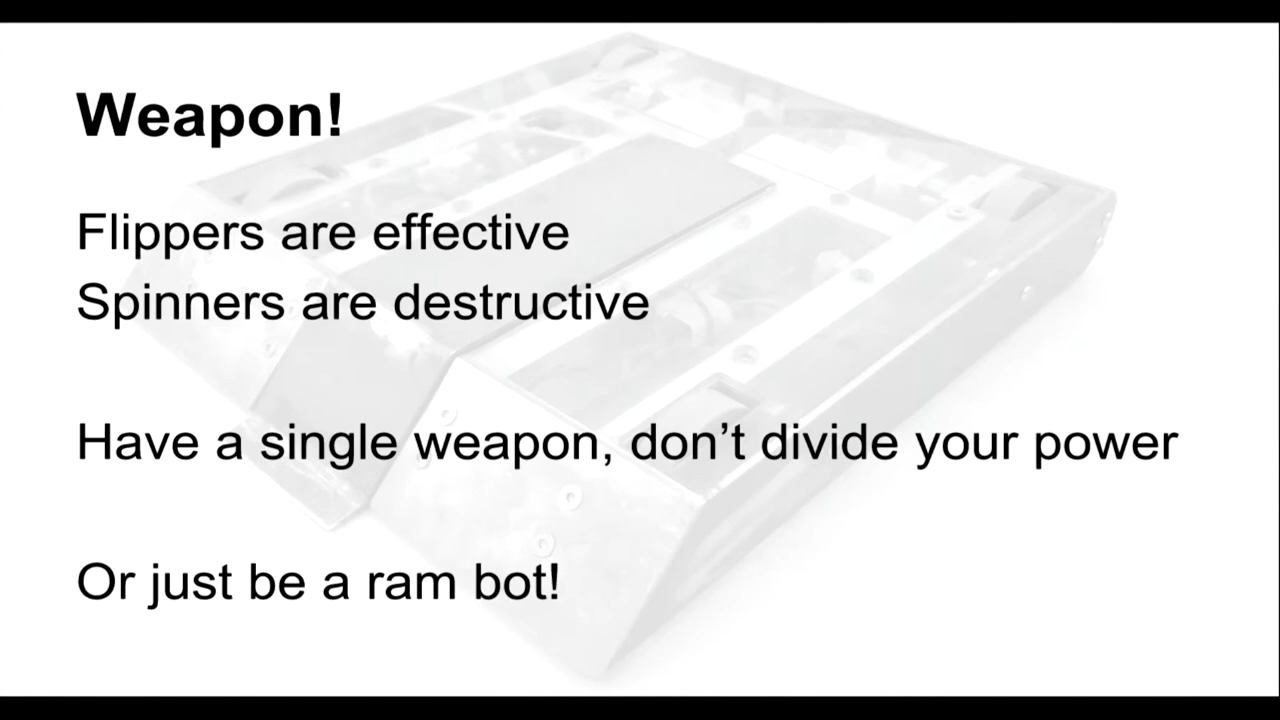 Weapon!
Flippers are effective
Spinners are destructive
Have a single weapon, don’t divide your power
Or just be a ram bot!